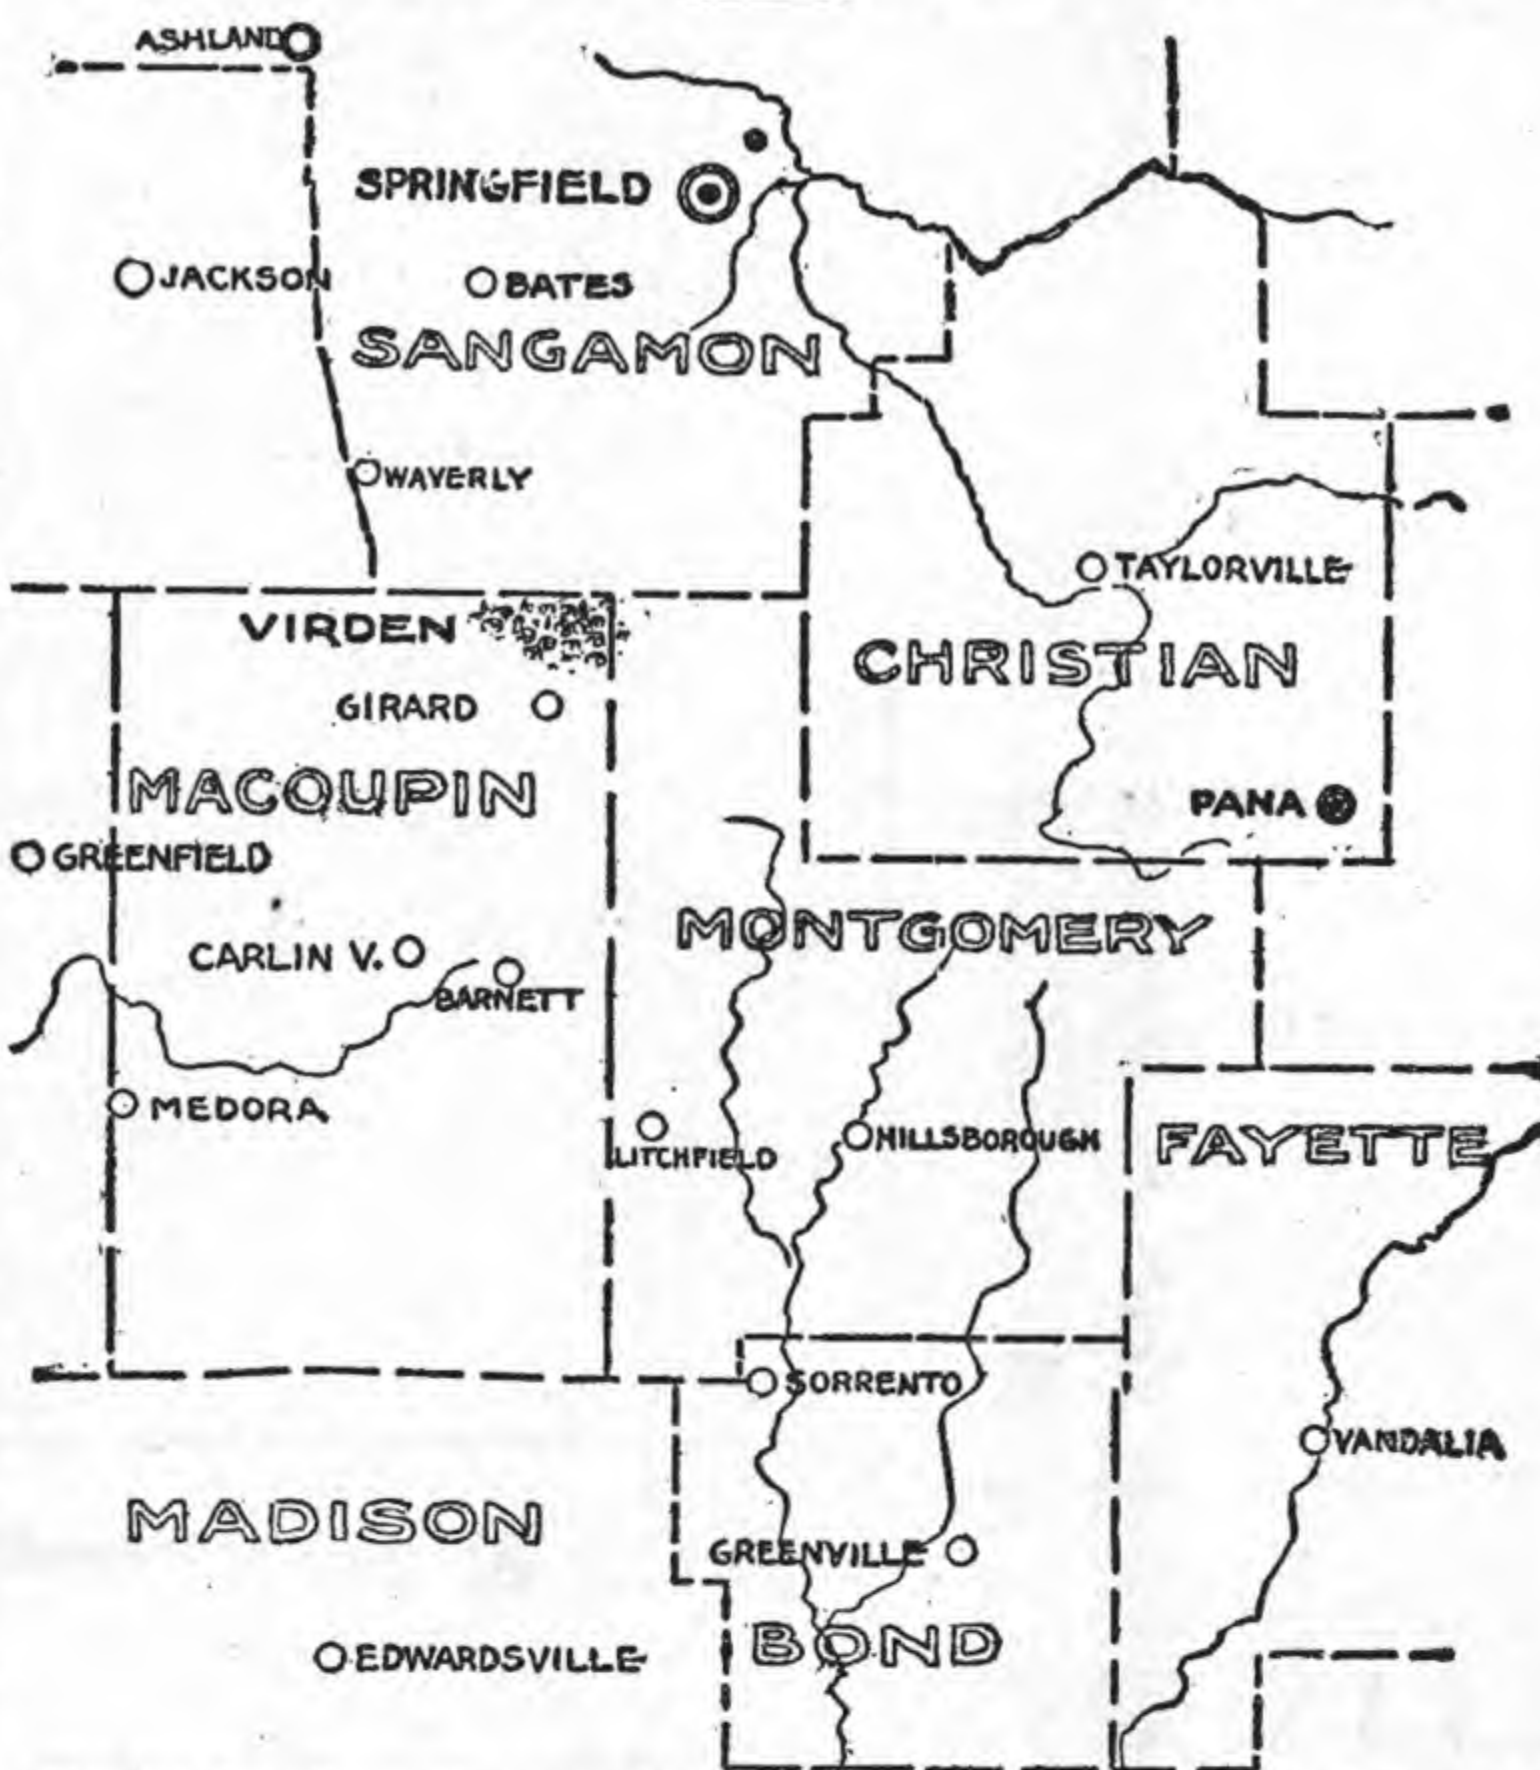 ASHLAND
SPRINGFIELD
JACKSON
BATES
SANGAMON
WAVERLY
TAYLORVILLE
VIRDEN
CHRISTIAN
GIRARD
MACOUPIN
PANA
GREENFIELD
MONTGOMERY
CARLIN V.
BARNETT
MEDORA
LITCHFIELD
HILLSBOROUGH
FAYETTE
SORRENTO
VANDALIA
MADISON
GREENVILLE
BOND
EDWARDSVILLE